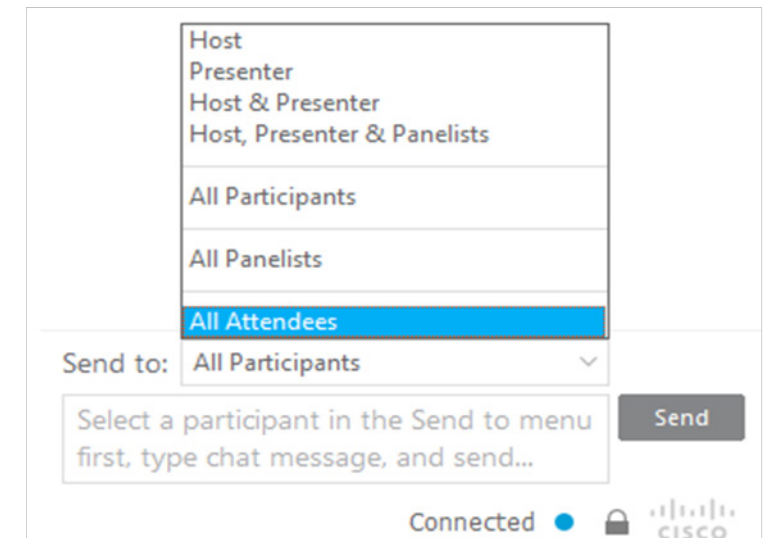 Host
Presenter
Host & Presenter
Host, Presenter & Panelists
All Participants
All Panelists
All Attendees
Send to: All Participants
Select a participant in the Send to menu
first, type chat message, and send...
Send
Connected
CISCO